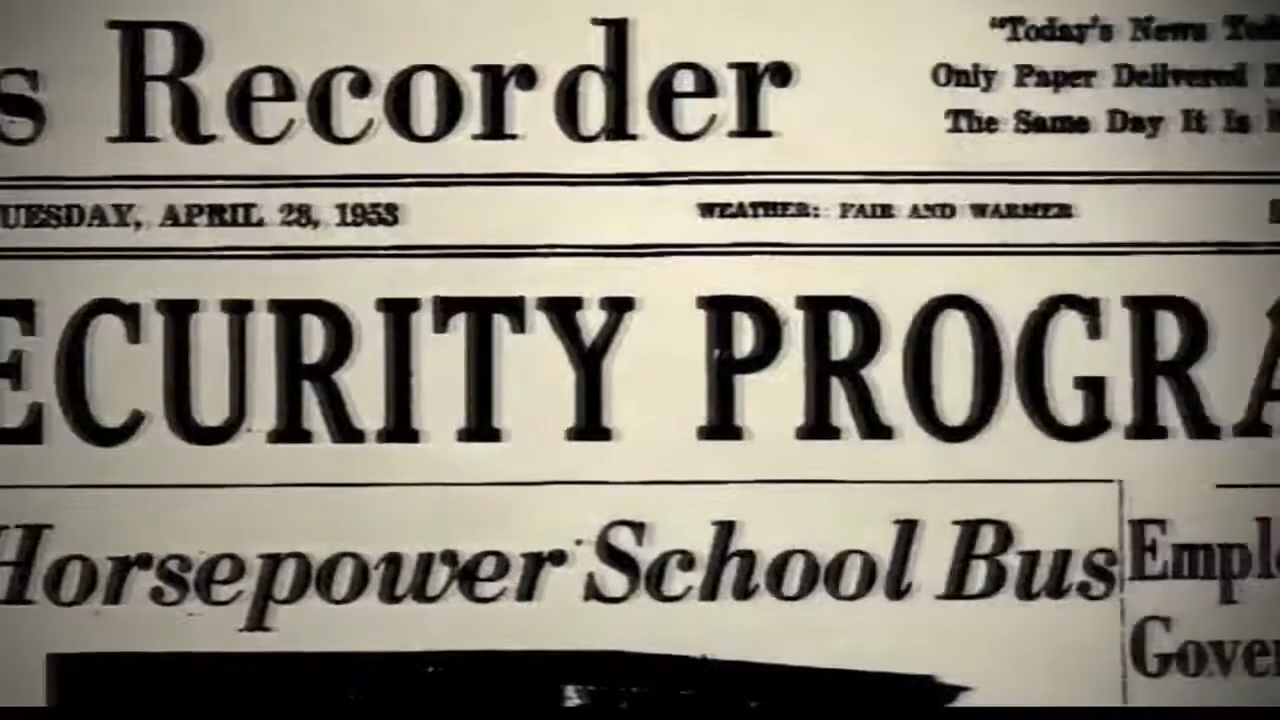 s Recorder
"Today's News Tod
Only Paper Delivered
The Same Day It Is
UESDAY, APRIL 28, 1953
WEATHER: FAIR AND WARMER
ECURITY PROGRA
Horsepower School Bus
Empl
Gover